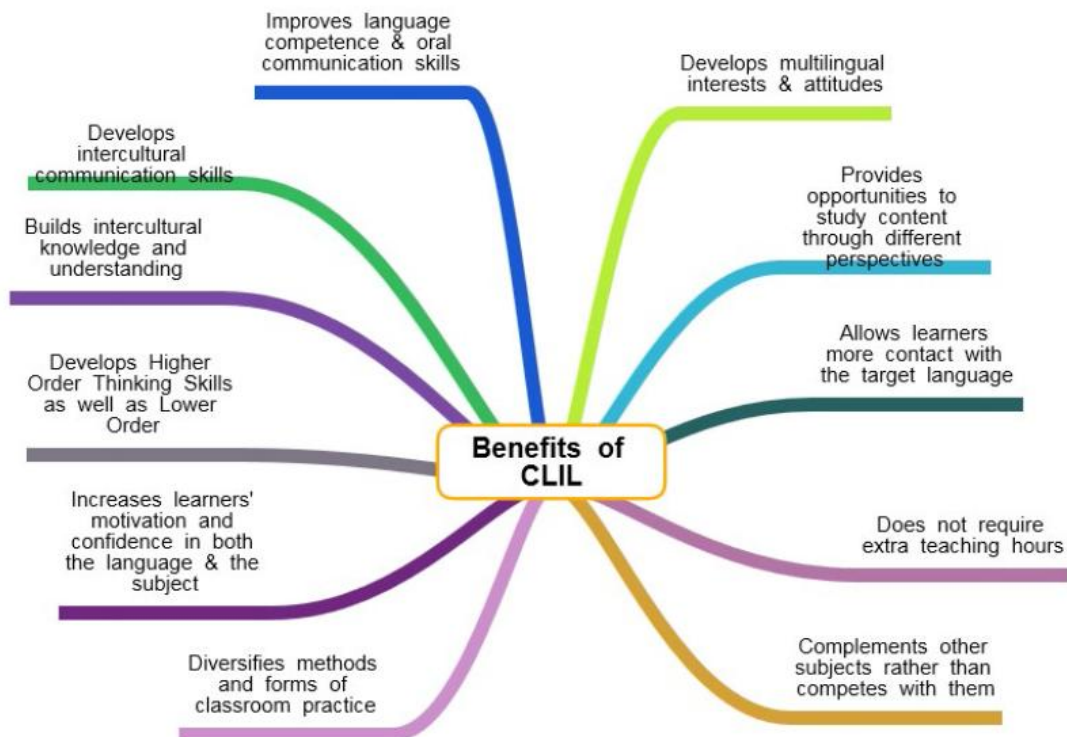 Improves language
competence & oral
communication skills
Develops multilingual
interests & attitudes
Develops
intercultural
communication skills
Provides
opportunities to
study content
through different
perspectives
Builds intercultural
knowledge and
understanding
Allows learners
more contact with
the target language
Develops Higher
Order Thinking Skills
as well as Lower
Order
Benefits of
CLIL
Increases learners'
motivation and
confidence in both
the language & the
subject
Does not require
extra teaching hours
Diversifies methods
and forms of
classroom practice
Complements other
subjects rather than
competes with them